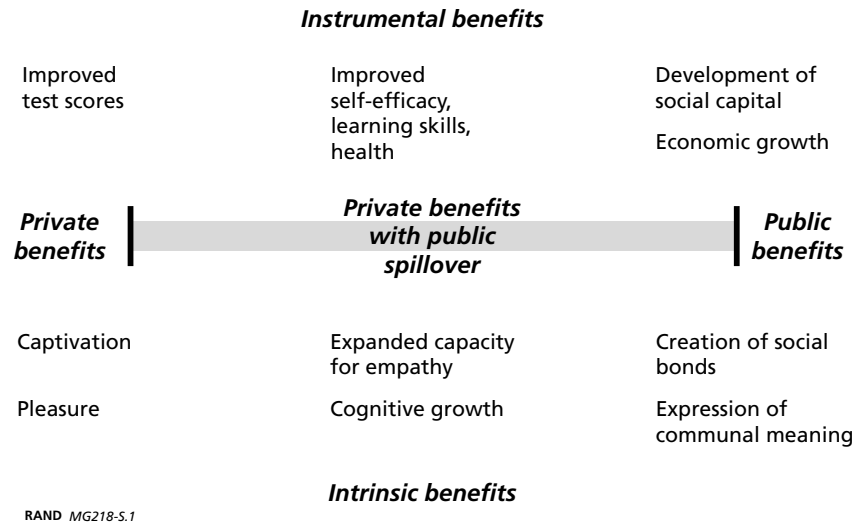 Instrumental benefits
Improved
test scores
Improved
self-efficacy,
learning skills,
health
Development of
social capital
Economic growth
Private
benefits
Private benefits
with public
spillover
Public
benefits
Captivation
Pleasure
Expanded capacity
for empathy
Cognitive growth
Creation of social
bonds
Expression of
communal meaning
Intrinsic benefits
RAND MG218-S.1